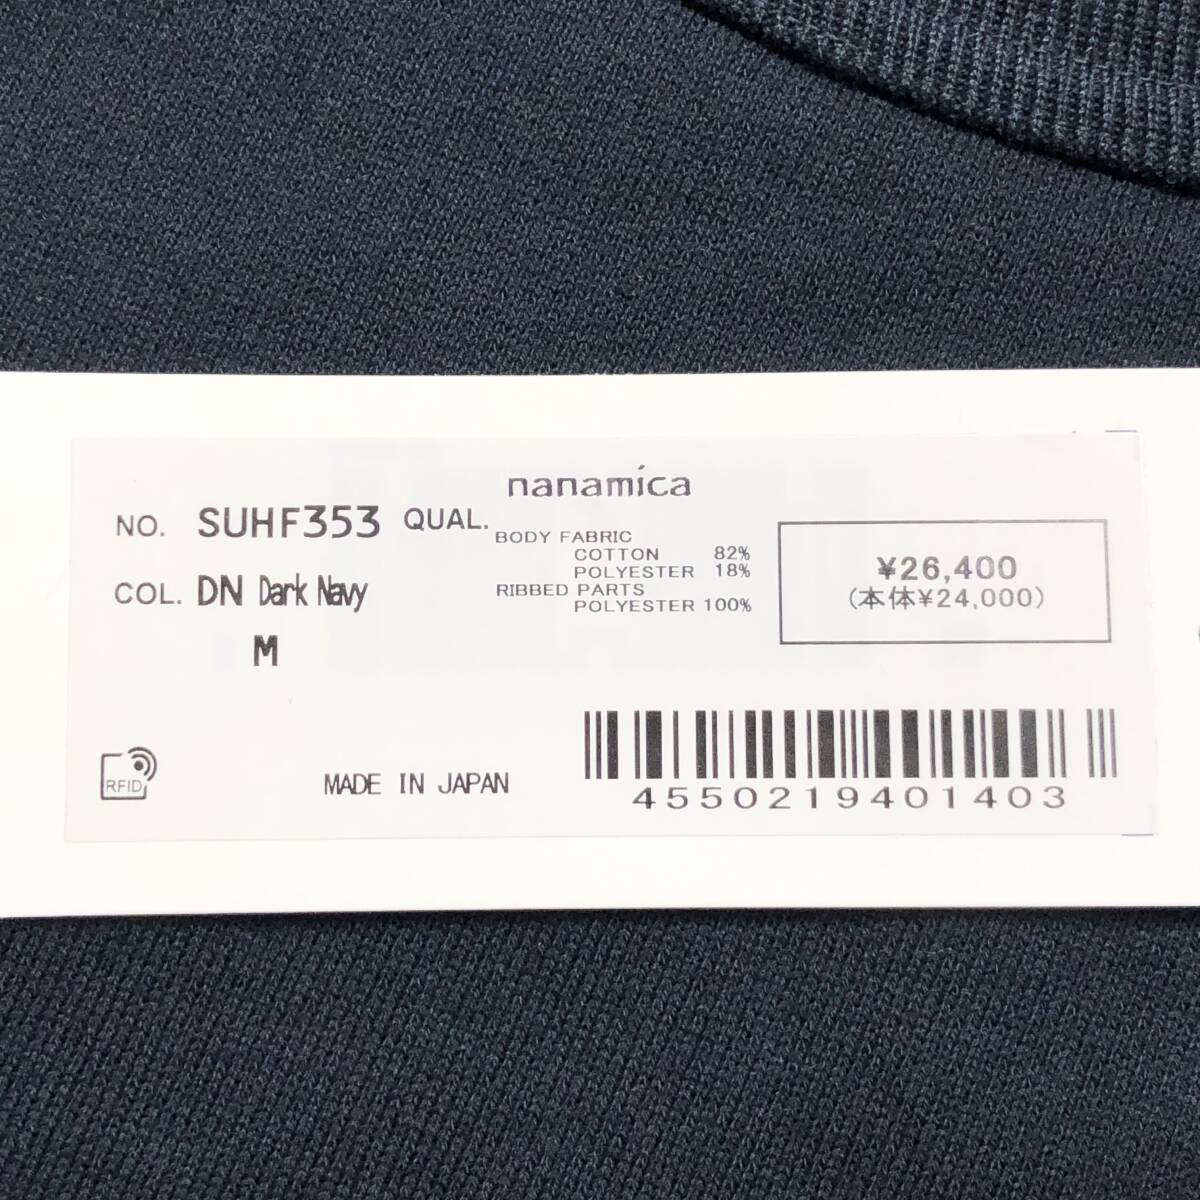 nanamica
NO. SUHF353 QUAL.
BODY FABRIC
COTTON 82%
POLYESTER 18%
RIBBED PARTS
POLYESTER 100%
COL. DN Dark Navy
M
¥26,400
(本体¥24,000)
RFID
MADE IN JAPAN
4550219401403